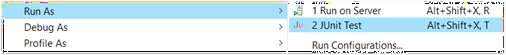 Run As > 1 Run on Server Alt+Shift+X, R
Debug As > 2 JUnit Test Alt+Shift+X, T
Profile As > Run Configurations...